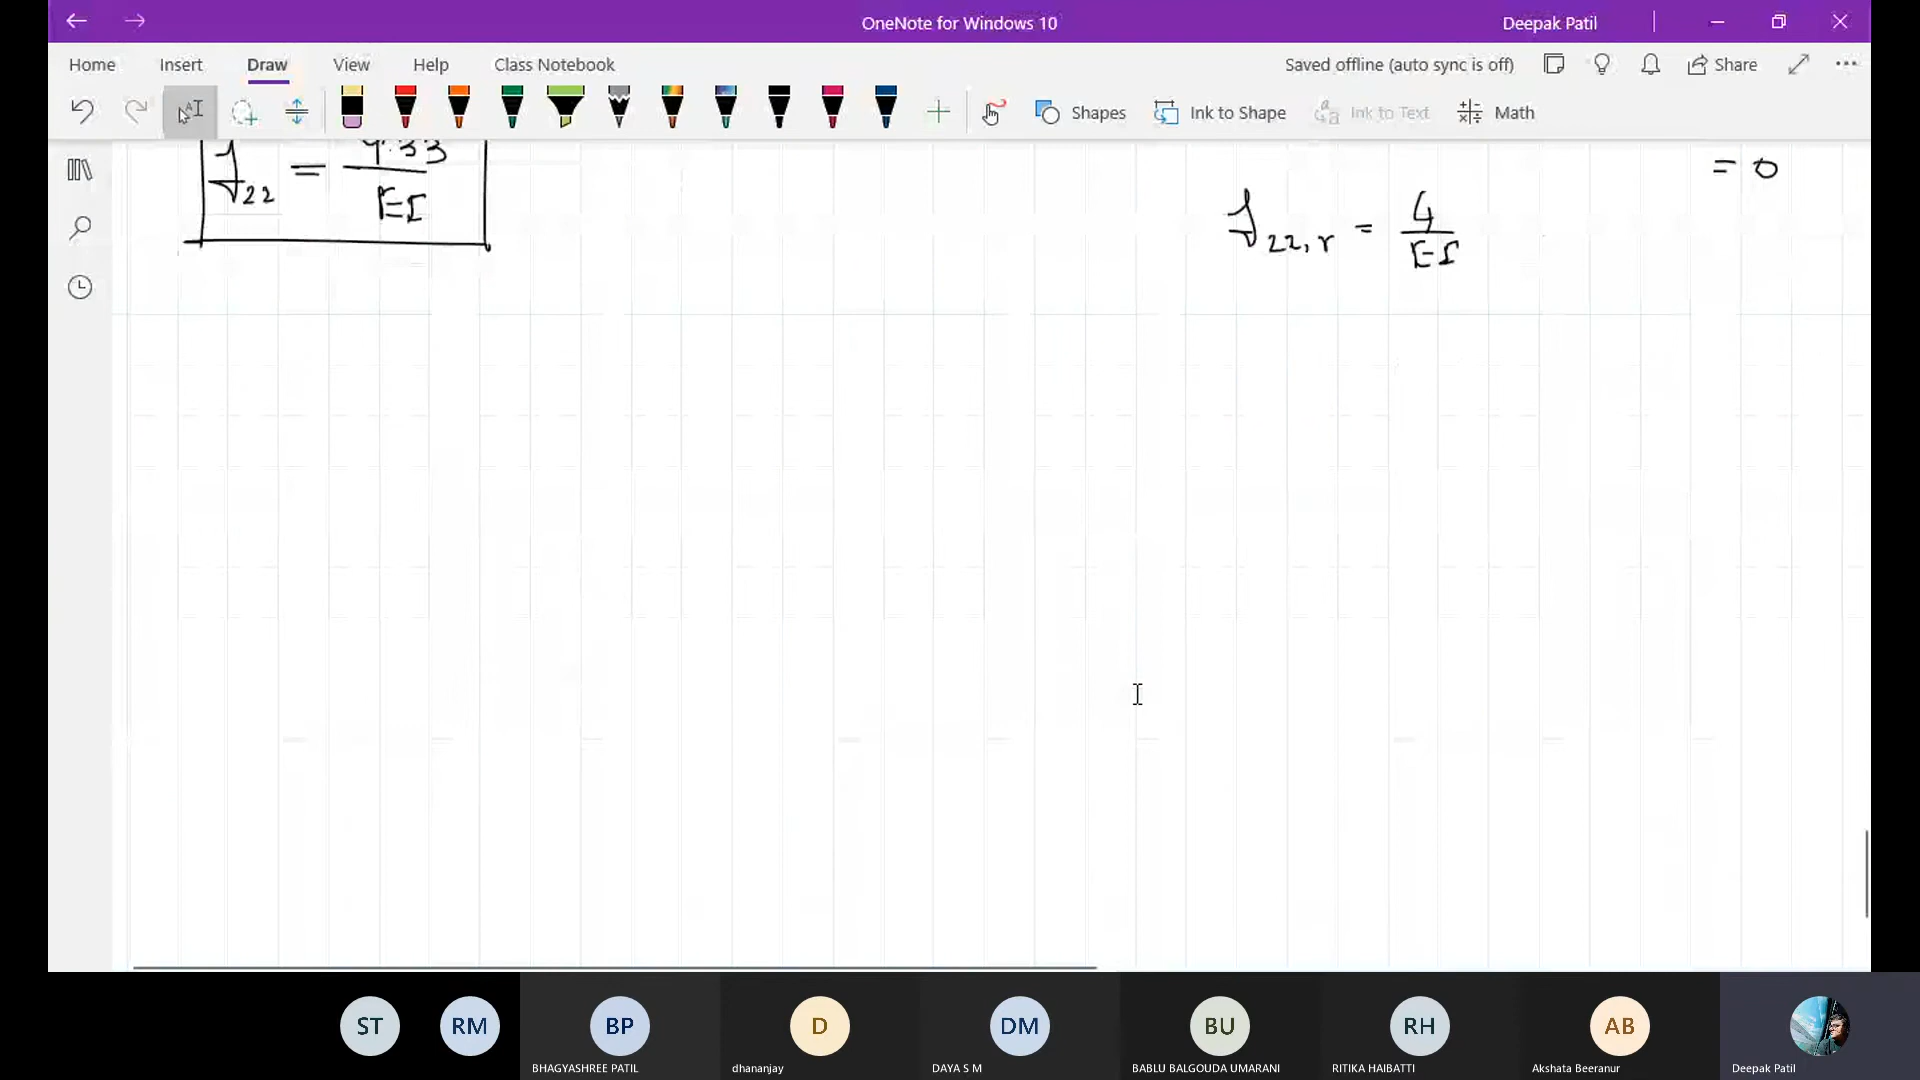 OneNote for Windows 10
Deepak Patil
Home Insert Draw View Help Class Notebook
Saved offline (auto sync is off) Share
Shapes Ink to Shape Ink to Text Math
22 = 
EI
= 0
22, r = 4
EI
ST RM BP D DM BU RH AB
BHAGYASHREE PATIL dhananjay DAYA S M BABLU BALGOUDA UMARANI RITIKA HAIBATTI Akshata Beeranur Deepak Patil